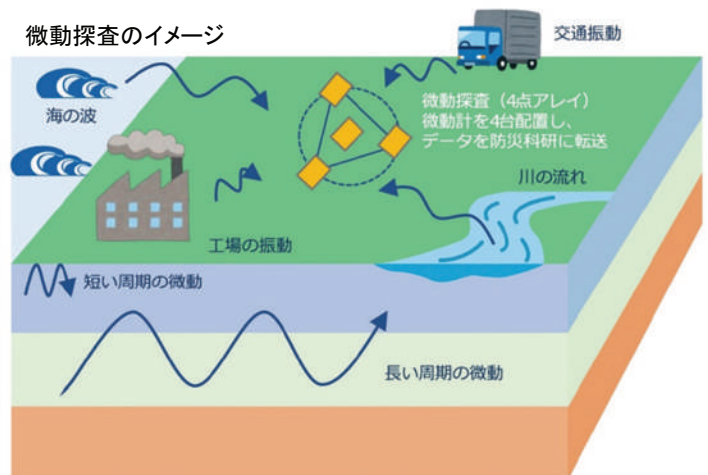 微動探査のイメージ
交通振動
海の波
微動探査（4点アレイ）
微動計を4台配置し、
データを防災科研に転送
川の流れ
工場の振動
短い周期の微動
長い周期の微動